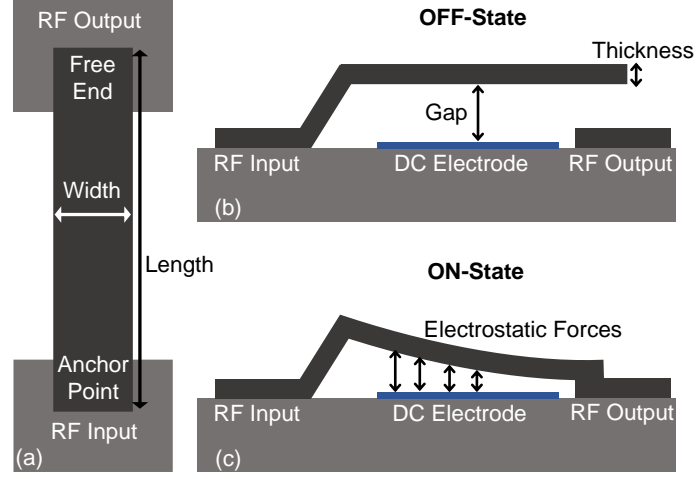 RF Output
Free
End
Width
Length
Anchor
Point
RF Input
(a)
OFF-State
Thickness
Gap
RF Input
DC Electrode
RF Output
(b)
ON-State
Electrostatic Forces
RF Input
DC Electrode
RF Output
(c)